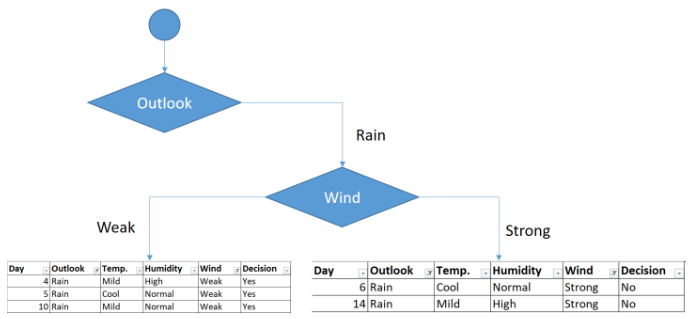 Outlook
Rain
Wind
Weak
Strong
Day Outlook Temp. Humidity Wind Decision
4 Rain Mild High Weak Yes
5 Rain Cool Normal Weak Yes
10 Rain Mild Normal Weak Yes
Day Outlook Temp. Humidity Wind Decision
6 Rain Cool Normal Strong No
14 Rain Mild High Strong No